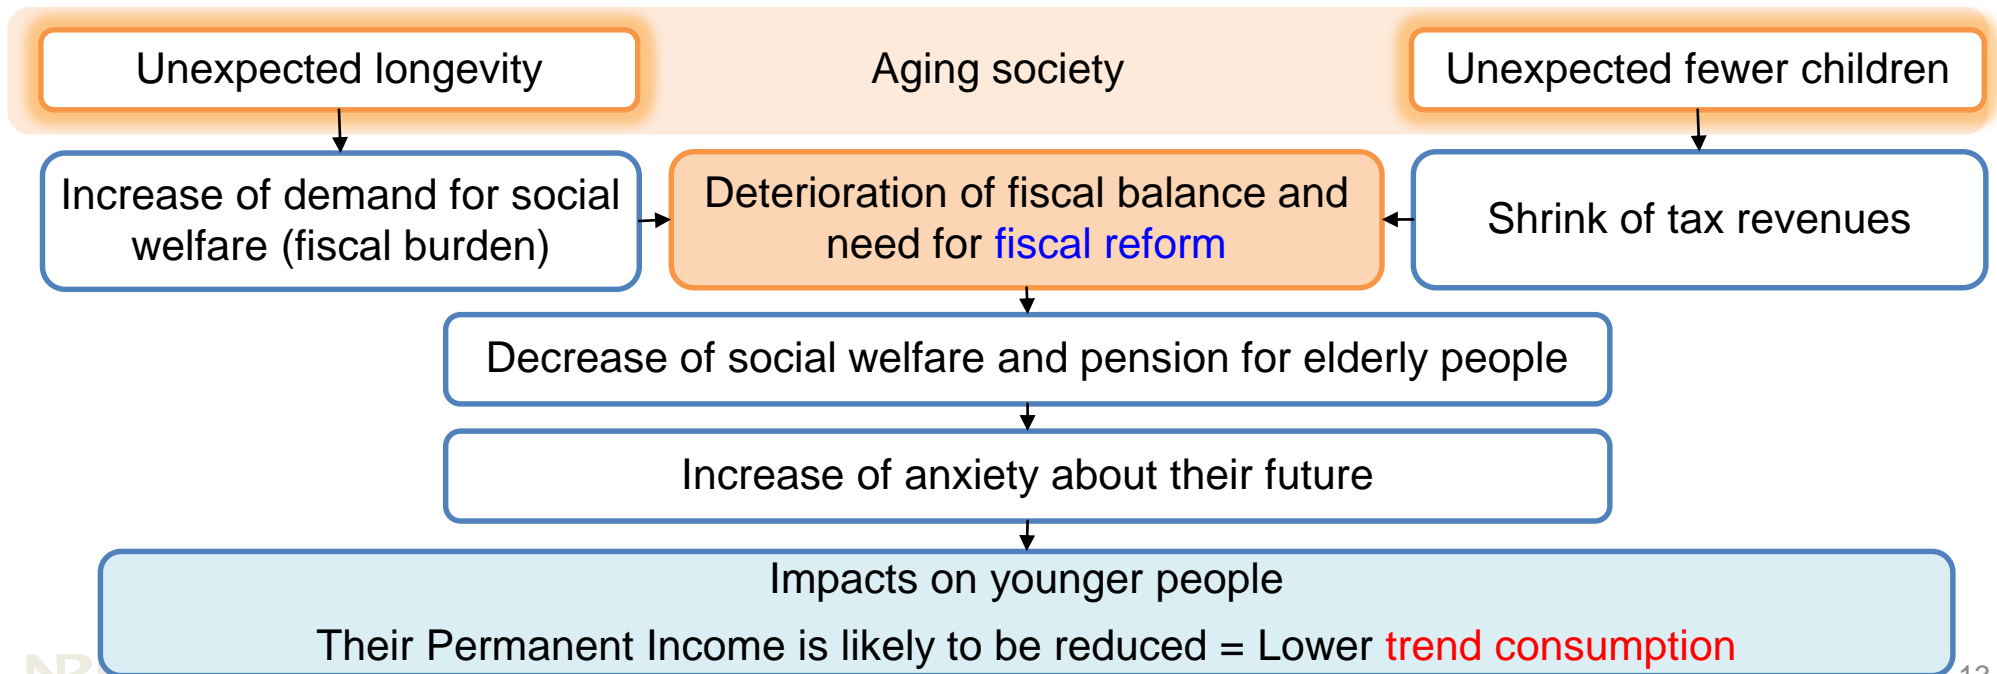 Unexpected longevity
Aging society
Unexpected fewer children
Increase of demand for social
welfare (fiscal burden)
Deterioration of fiscal balance and
need for fiscal reform
Shrink of tax revenues
Decrease of social welfare and pension for elderly people
Increase of anxiety about their future
Impacts on younger people
Their Permanent Income is likely to be reduced = Lower trend consumption